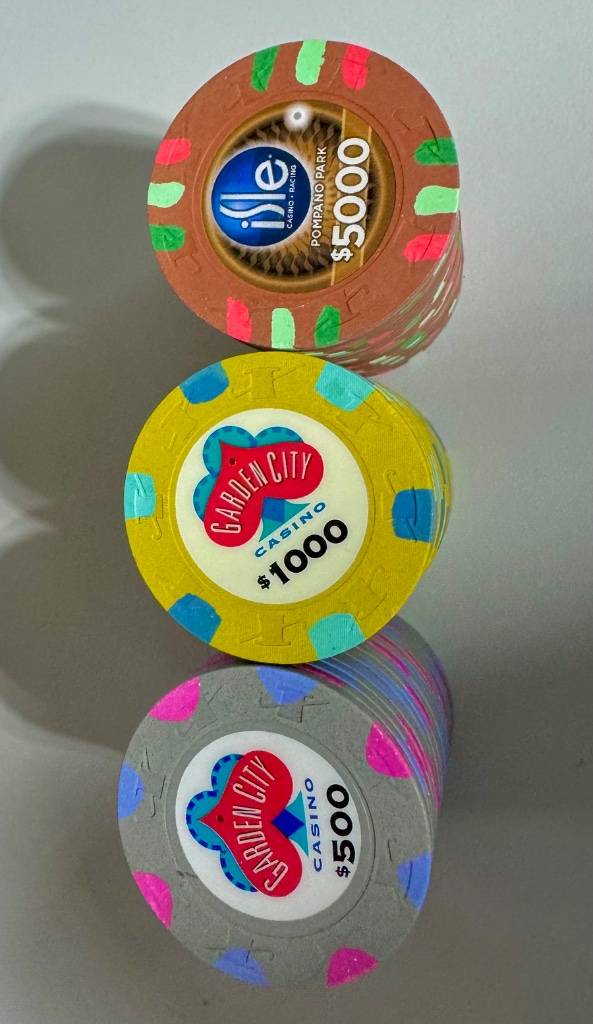 isle
CASINO • RACING
POMPANO PARK
$5000
GARDEN CITY
CASINO
$1000
GARDEN CITY
CASINO
$500